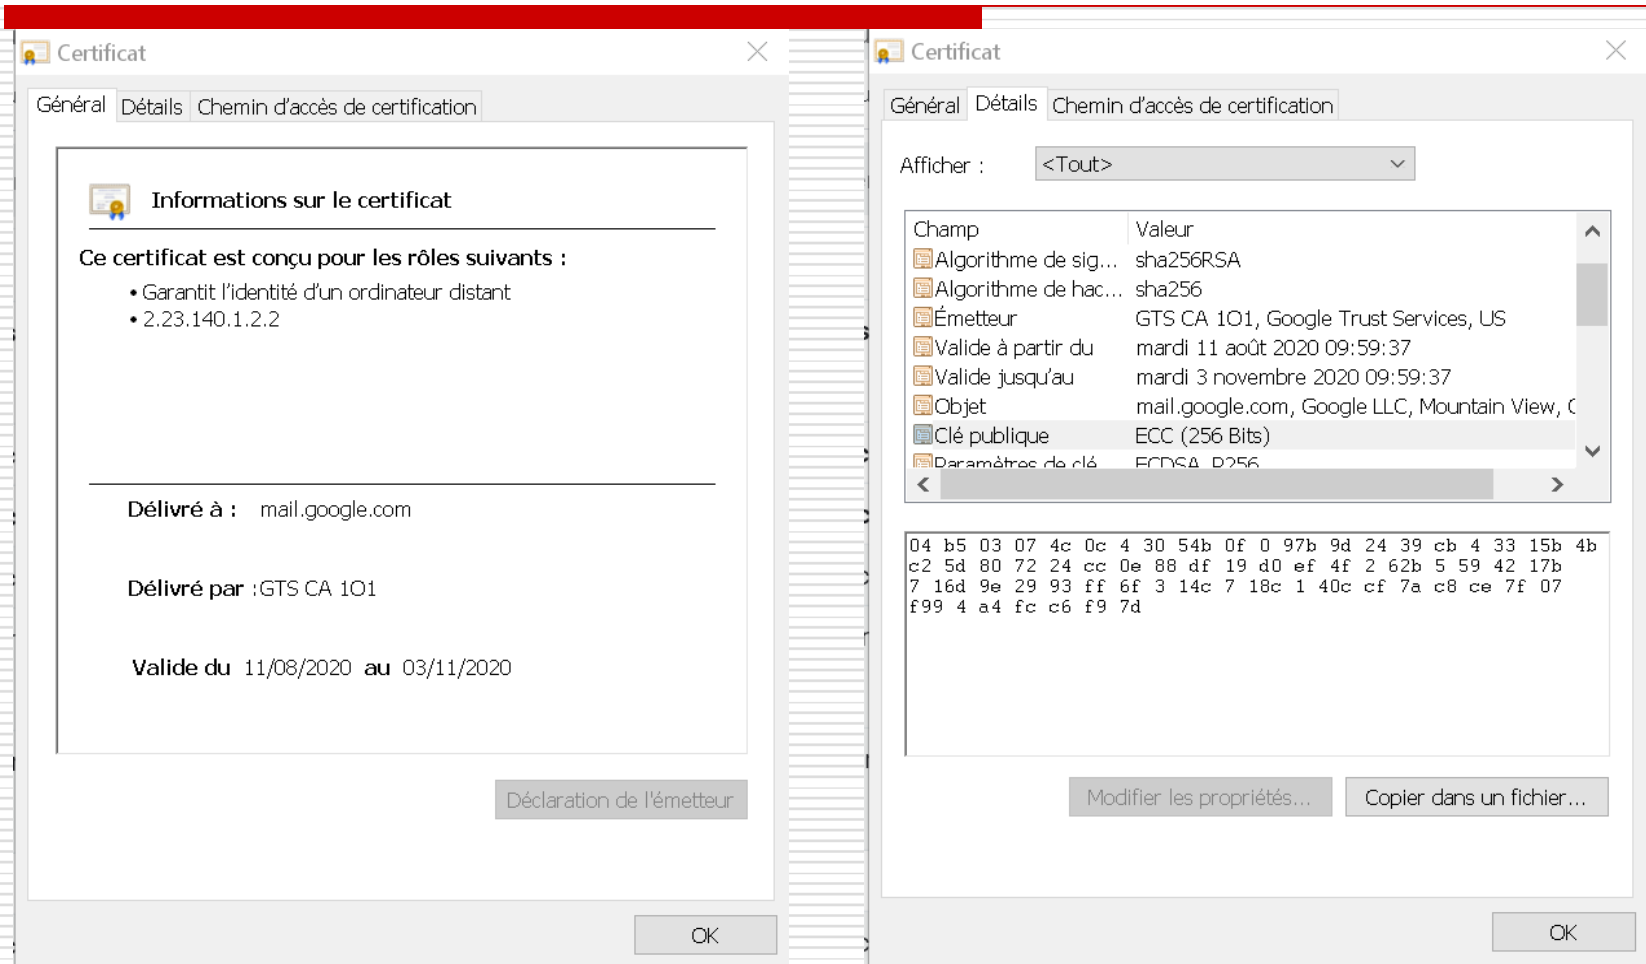 Certificat
Général Détails Chemin d'accès de certification
Informations sur le certificat
Ce certificat est conçu pour les rôles suivants :
• Garantit l'identité d'un ordinateur distant
• 2.23.140.1.2.2
Délivré à : mail.google.com
Délivré par :GTS CA 1O1
Valide du 11/08/2020 au 03/11/2020
Déclaration de l'émetteur
OK
Certificat
Général Détails Chemin d'accès de certification
Afficher : <Tout>
Champ Valeur
Algorithme de sig... sha256RSA
Algorithme de hac... sha256
Émetteur GTS CA 1O1, Google Trust Services, US
Valide à partir du mardi 11 août 2020 09:59:37
Valide jusqu'au mardi 3 novembre 2020 09:59:37
Objet mail.google.com, Google LLC, Mountain View, C
Clé publique ECC (256 Bits)
Paramètres de clé ECDSA_P256
04 b5 03 07 4c 0c 4 30 54b 0f 0 97b 9d 24 39 cb 4 33 15b 4b
c2 5d 80 72 24 cc 0e 88 df 19 d0 ef 4f 2 62b 5 59 42 17b
7 16d 9e 29 93 ff 6f 3 14c 7 18c 1 40c cf 7a c8 ce 7f 07
f99 4 a4 fc c6 f9 7d
Modifier les propriétés... Copier dans un fichier...
OK